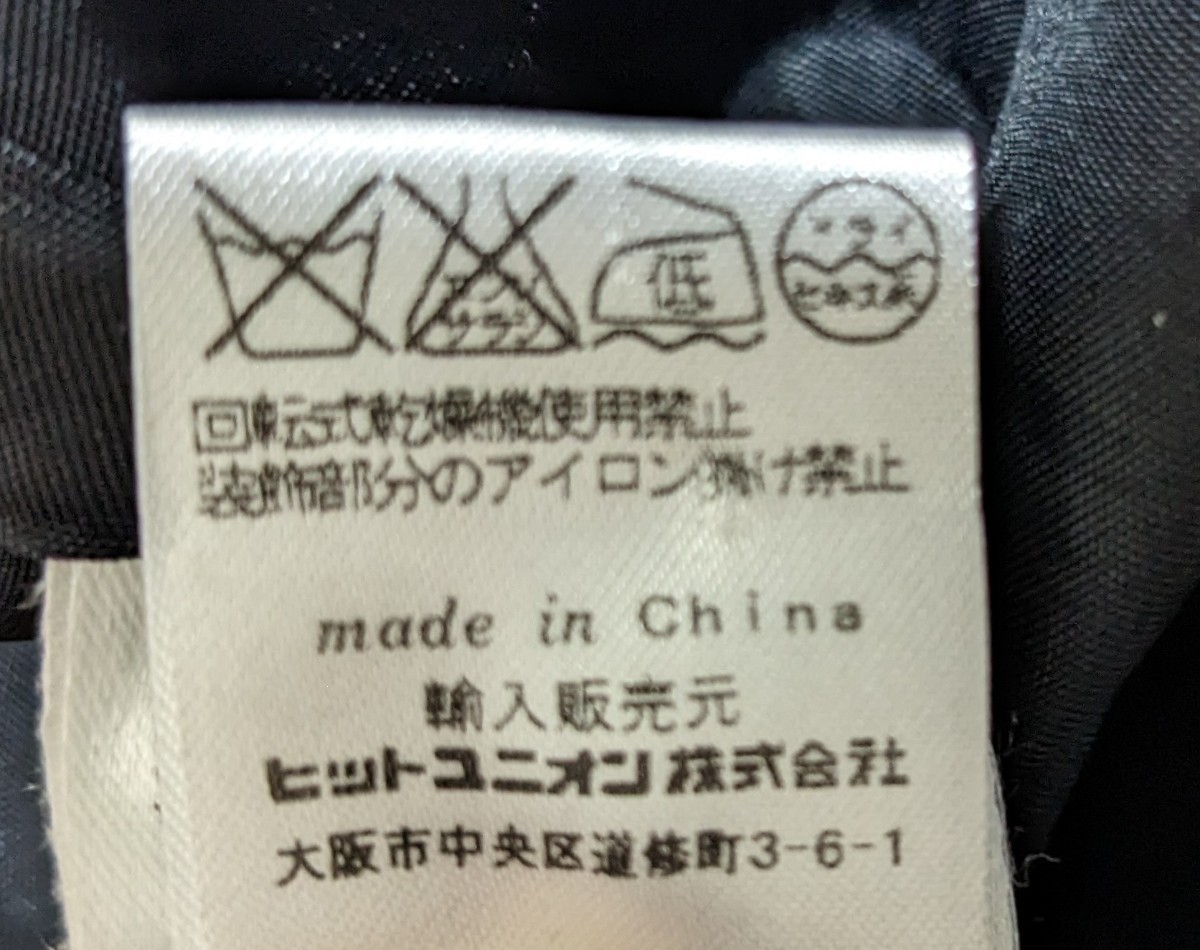 エンソ
サラシ
低
ドライ
セキユ系
回転式乾燥機使用禁止
装飾部分のアイロン掛け禁止
made in China
輸入販売元
ヒットユニオン株式会社
大阪市中央区道修町3-6-1